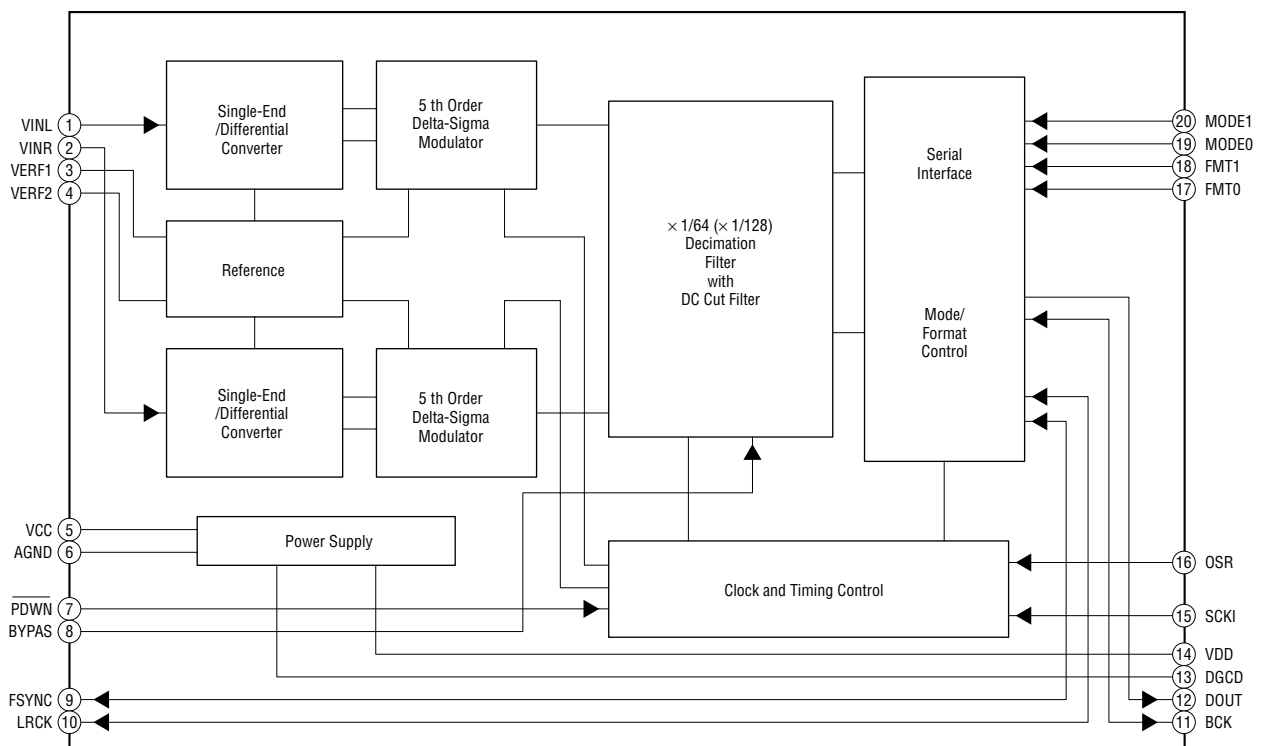 VINL 1
VINR 2
VERF1 3
VERF2 4
Single-End
/Differential
Converter
5 th Order
Delta-Sigma
Modulator
Reference
Single-End
/Differential
Converter
5 th Order
Delta-Sigma
Modulator
× 1/64 (× 1/128)
Decimation
Filter
with
DC Cut Filter
Serial
Interface
Mode/
Format
Control
20 MODE1
19 MODE0
18 FMT1
17 FMT0
VCC 5
AGND 6
PDWN 7
BYPAS 8
FSYNC 9
LRCK 10
Power Supply
Clock and Timing Control
16 OSR
15 SCKI
14 VDD
13 DGCD
12 DOUT
11 BCK